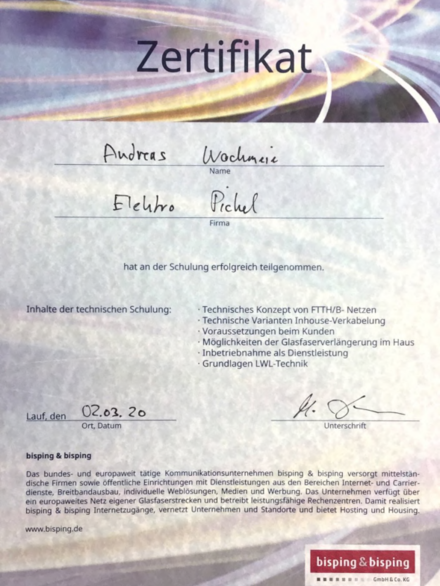 Zertifikat
Andreas Wachmeie
Name
Elektro Pickel
Firma
hat an der Schulung erfolgreich teilgenommen.
Inhalte der technischen Schulung:
· Technisches Konzept von FTTH/B- Netzen
· Technische Varianten Inhouse-Verkabelung
· Voraussetzungen beim Kunden
· Möglichkeiten der Glasfaserverlängerung im Haus
· Inbetriebnahme als Dienstleistung
· Grundlagen LWL-Technik
Lauf, den 02.03.20
Ort, Datum
Unterschrift
bisping & bisping
Das bundes- und europaweit tätige Kommunikationsunternehmen bisping & bisping versorgt mittelstän-
dische Firmen sowie öffentliche Einrichtungen mit Dienstleistungen aus den Bereichen Internet- und Carrier-
dienste, Breitbandausbau, individuelle Weblösungen, Medien und Werbung. Das Unternehmen verfügt über
ein europaweites Netz eigener Glasfaserstrecken und betreibt leistungsfähige Rechenzentren. Damit realisiert
bisping & bisping Internetzugänge, vernetzt Unternehmen und Standorte und bietet Hosting und Housing.
www.bisping.de
bisping & bisping
GmbH & Co. KG